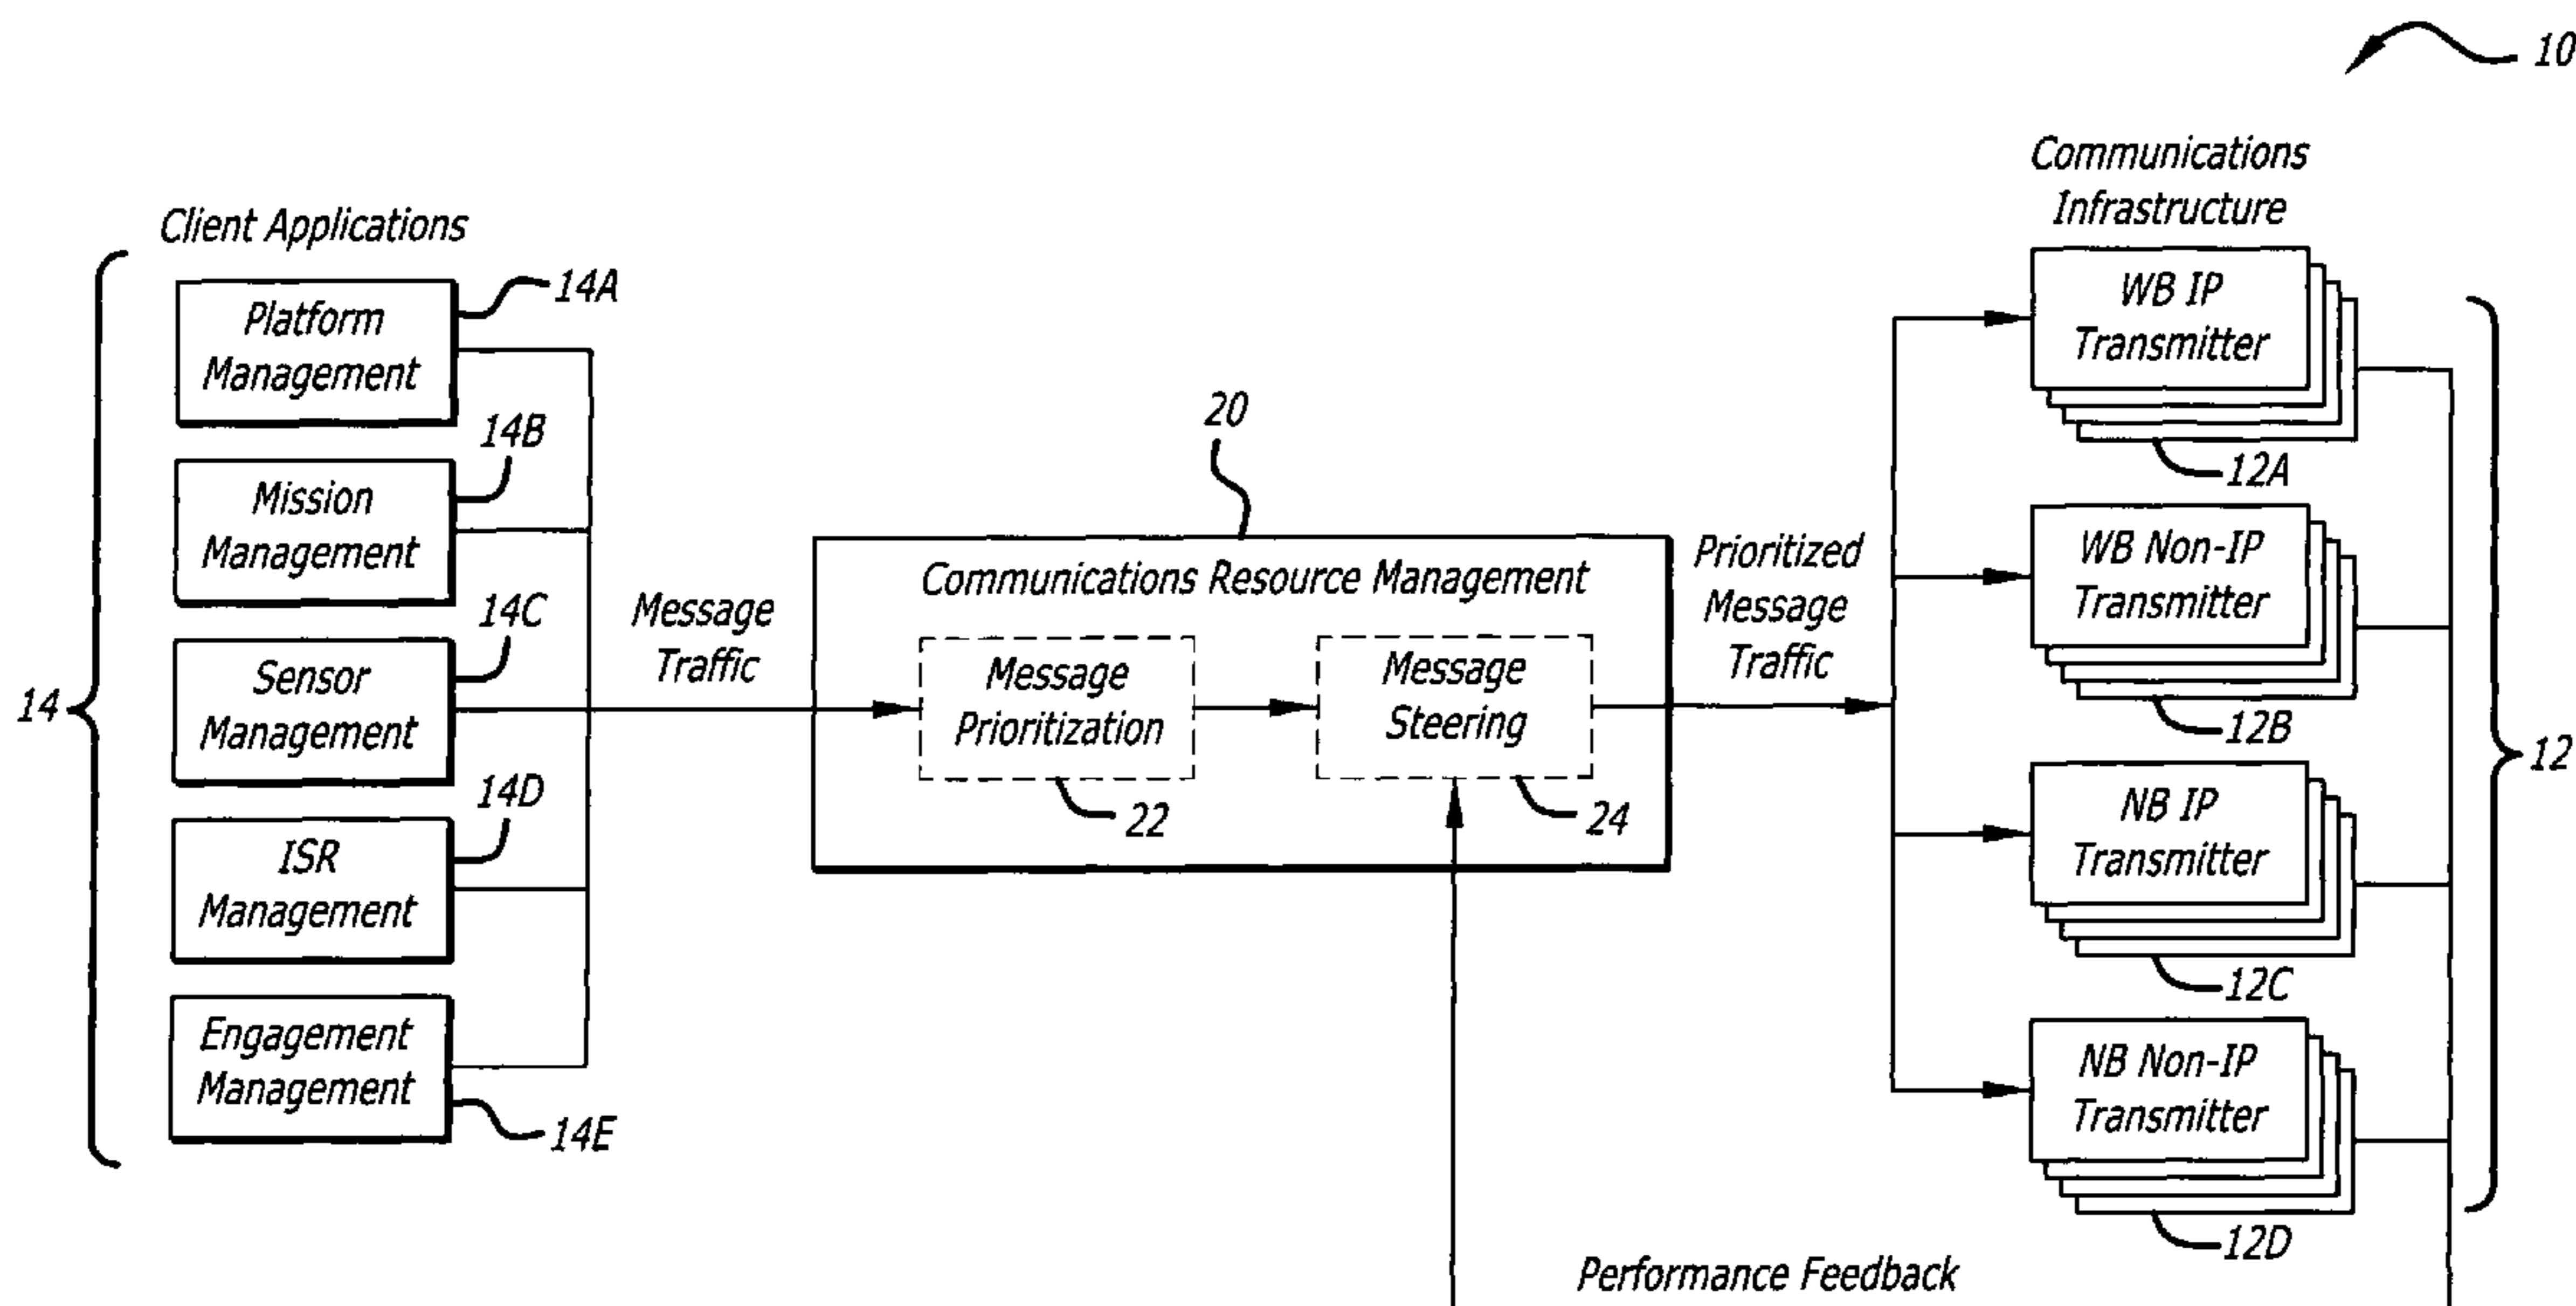 10
Client Applications
14
Platform
Management
14A
Mission
Management
14B
Sensor
Management
14C
ISR
Management
14D
Engagement
Management
14E
Message
Traffic
20
Communications Resource Management
Message
Prioritization
22
Message
Steering
24
Prioritized
Message
Traffic
Communications
Infrastructure
WB IP
Transmitter
12A
WB Non-IP
Transmitter
12B
NB IP
Transmitter
12C
NB Non-IP
Transmitter
12D
12
Performance Feedback